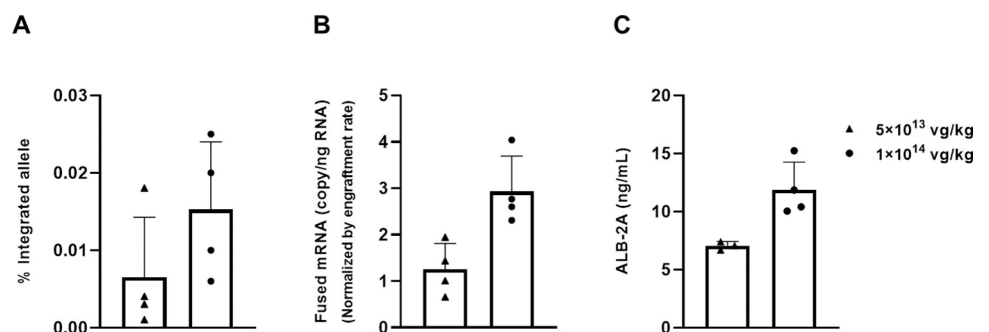 A
% Integrated allele
0.03
0.02
0.01
0.00
B
Fused mRNA (copy/ng RNA)
(Normalized by engraftment rate)
5
4
3
2
1
0
C
ALB-2A (ng/mL)
20
15
10
5
0
5×10¹³ vg/kg
1×10¹⁴ vg/kg